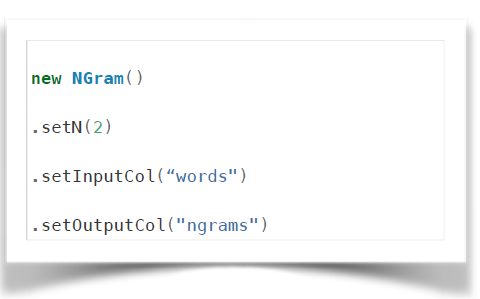 new NGram()
.setN(2)
.setInputCol(“words")
.setOutputCol("ngrams")